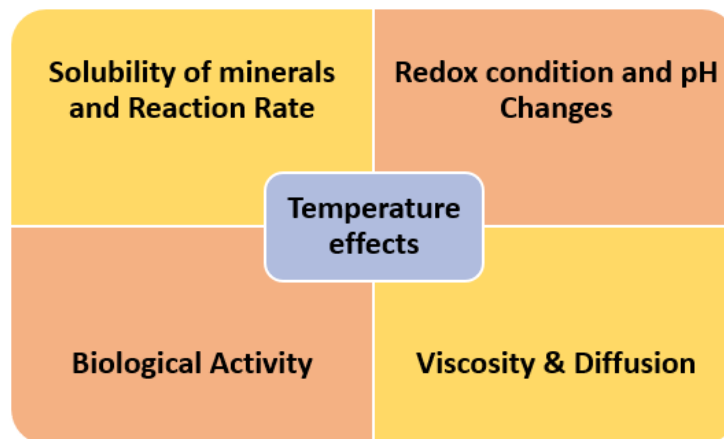 Solubility of minerals
and Reaction Rate
Redox condition and pH
Changes
Temperature
effects
Biological Activity
Viscosity & Diffusion